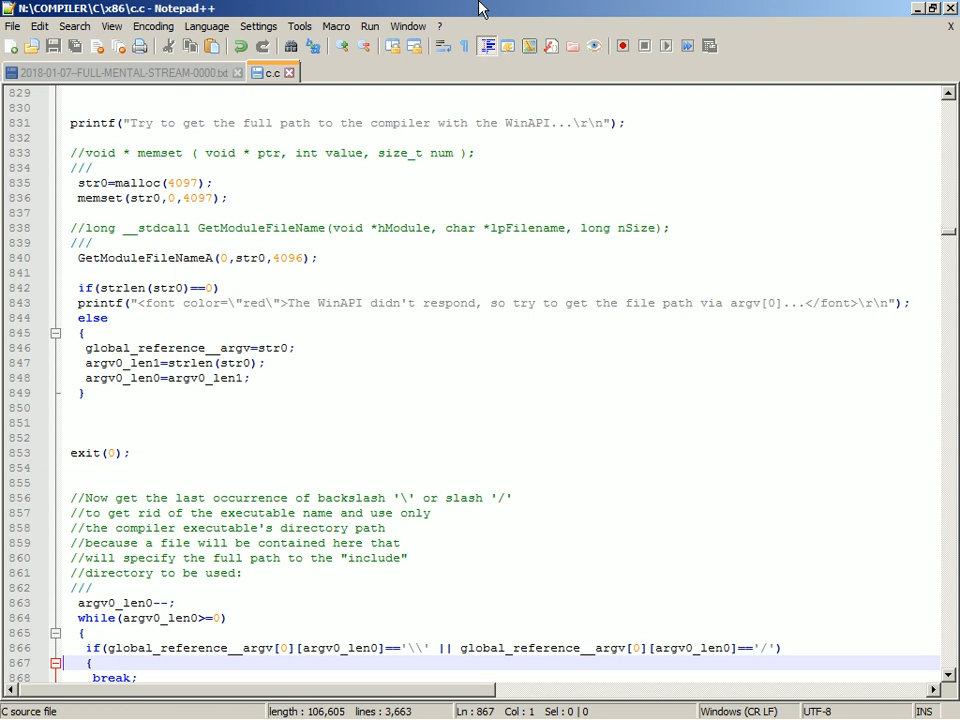 N:\COMPILER\C\x86\c.c - Notepad++
File Edit Search View Encoding Language Settings Tools Macro Run Window ? X
2018-01-07--FULL-MENTAL-STREAM-0000.txt c.c
829
830
831 printf("Try to get the full path to the compiler with the WinAPI...\r\n");
832
833 //void * memset ( void * ptr, int value, size_t num );
834 ///
835 str0=malloc(4097);
836 memset(str0,0,4097);
837
838 //long __stdcall GetModuleFileName(void *hModule, char *lpFilename, long nSize);
839 ///
840 GetModuleFileNameA(0,str0,4096);
841
842 if(strlen(str0)==0)
843 printf("<font color=\"red\">The WinAPI didn't respond, so try to get the file path via argv[0]...</font>\r\n");
844 else
845 {
846 global_reference__argv=str0;
847 argv0_len1=strlen(str0);
848 argv0_len0=argv0_len1;
849 }
850
851
852
853 exit(0);
854
855
856 //Now get the last occurrence of backslash '\' or slash '/'
857 //to get rid of the executable name and use only
858 //the compiler executable's directory path
859 //because a file will be contained here that
860 //will specify the full path to the "include"
861 //directory to be used:
862 ///
863 argv0_len0--;
864 while(argv0_len0>=0)
865 {
866 if(global_reference__argv[0][argv0_len0]=='\\' || global_reference__argv[0][argv0_len0]=='/')
867 {
868 break;
C source file length : 106,605 lines : 3,663 Ln : 867 Col : 1 Sel : 0 | 0 Windows (CR LF) UTF-8 INS